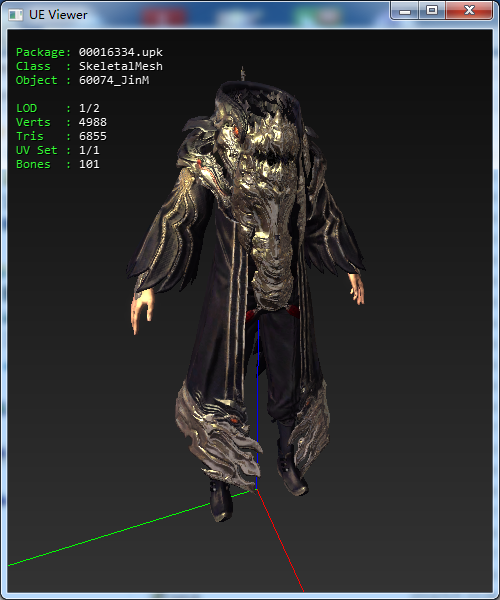 UE Viewer
Package: 00016334.upk
Class  : SkeletalMesh
Object : 60074_JinM
LOD    : 1/2
Verts  : 4988
Tris   : 6855
UV Set : 1/1
Bones  : 101